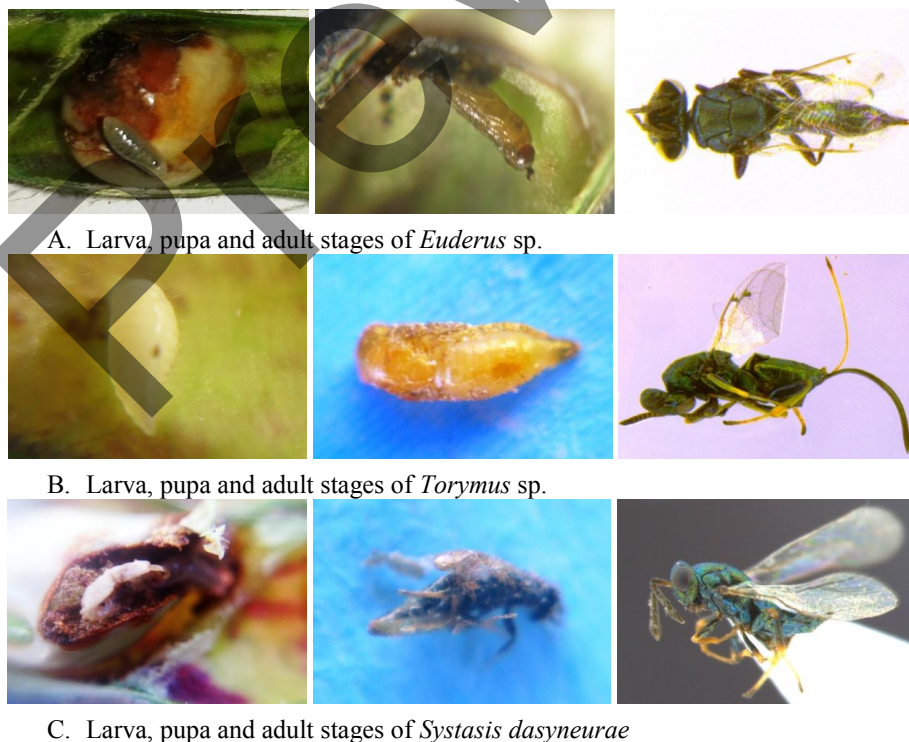 Prev
A. Larva, pupa and adult stages of Euderus sp.
B. Larva, pupa and adult stages of Torymus sp.
C. Larva, pupa and adult stages of Systasis dasyneurae